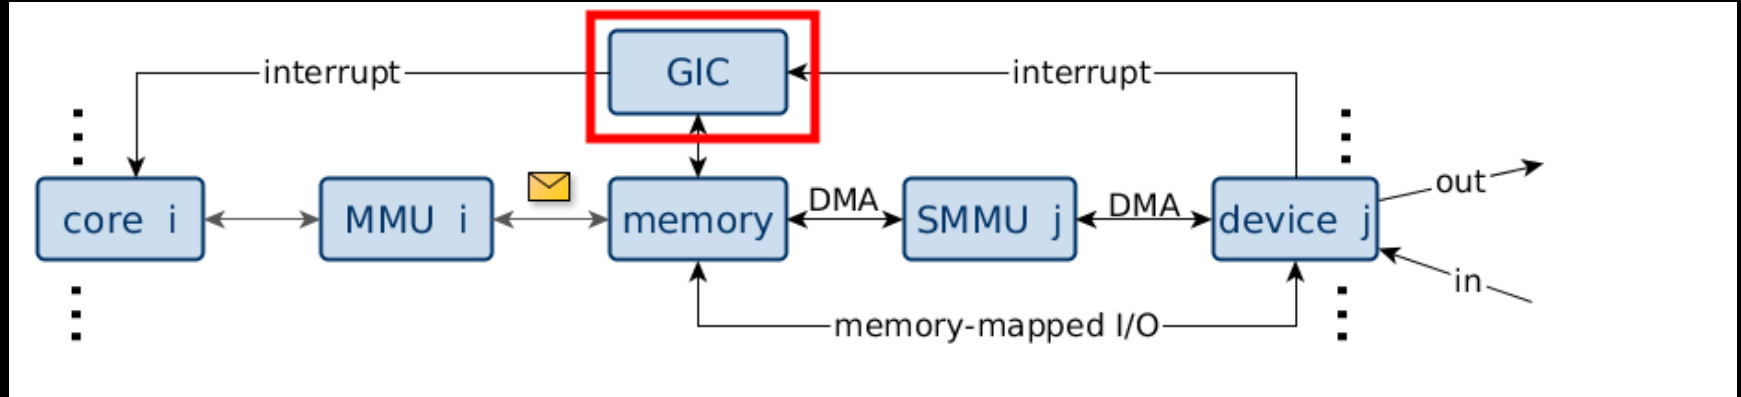 interrupt
GIC
interrupt
core i
MMU i
memory
DMA
SMMU j
DMA
device j
out
in
memory-mapped I/O